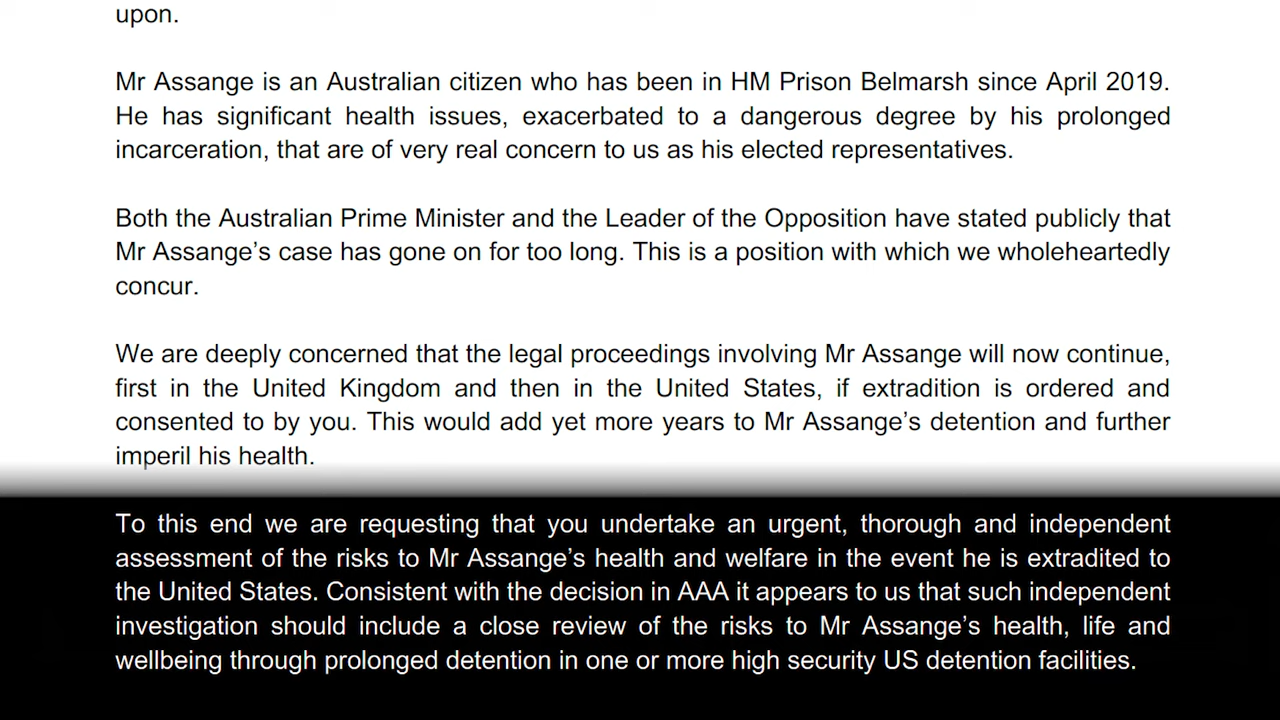 upon.
Mr Assange is an Australian citizen who has been in HM Prison Belmarsh since April 2019.
He has significant health issues, exacerbated to a dangerous degree by his prolonged
incarceration, that are of very real concern to us as his elected representatives.
Both the Australian Prime Minister and the Leader of the Opposition have stated publicly that
Mr Assange’s case has gone on for too long. This is a position with which we wholeheartedly
concur.
We are deeply concerned that the legal proceedings involving Mr Assange will now continue,
first in the United Kingdom and then in the United States, if extradition is ordered and
consented to by you. This would add yet more years to Mr Assange’s detention and further
imperil his health.
To this end we are requesting that you undertake an urgent, thorough and independent
assessment of the risks to Mr Assange’s health and welfare in the event he is extradited to
the United States. Consistent with the decision in AAA it appears to us that such independent
investigation should include a close review of the risks to Mr Assange’s health, life and
wellbeing through prolonged detention in one or more high security US detention facilities.